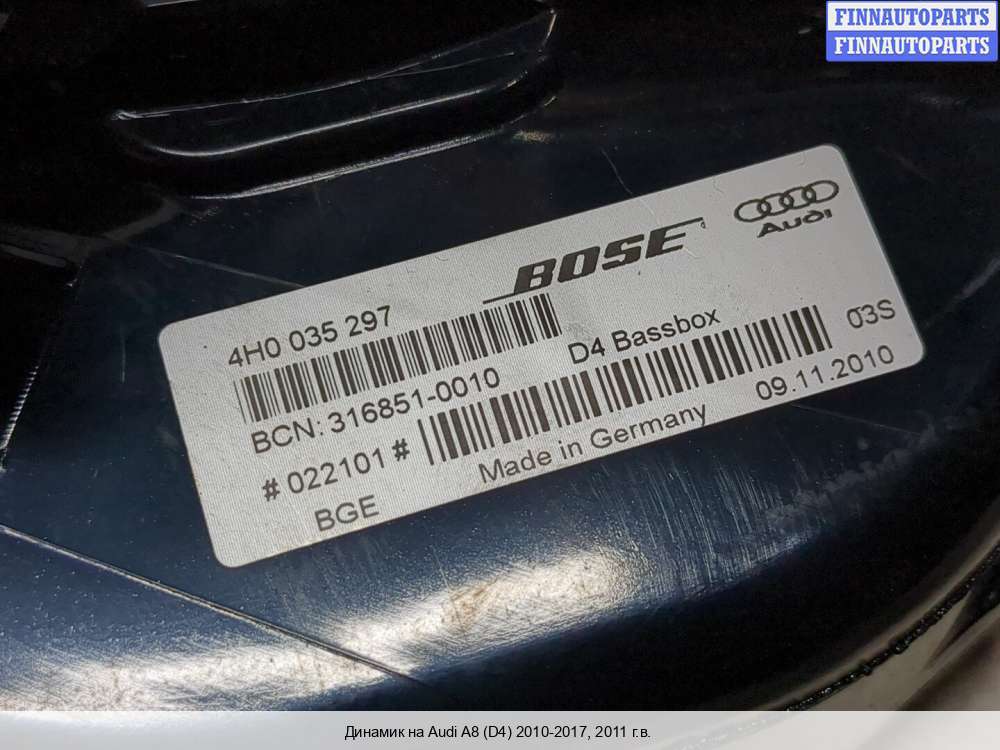 FINNAUTOPARTS
FINNAUTOPARTS
BOSE
Audi
4H0 035 297
D4 Bassbox
03S
BCN: 316851-0010
# 022101 #
09.11.2010
BGE
Made in Germany
Динамик на Audi A8 (D4) 2010-2017, 2011 г.в.